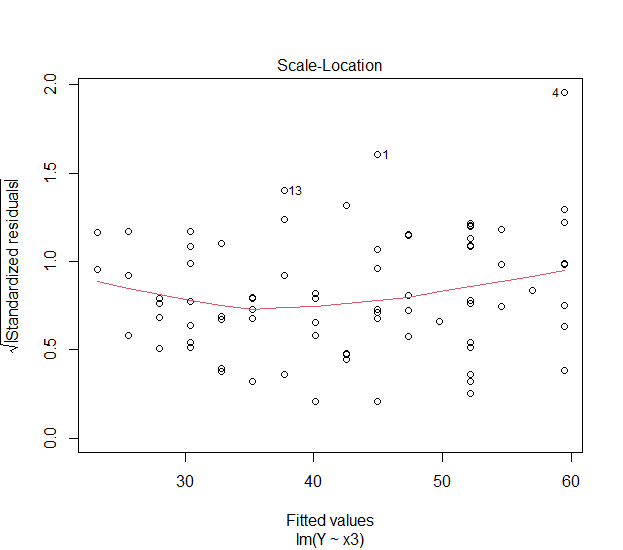 Scale-Location
√|Standardized residuals|
2.0
1.5
1.0
0.5
0.0
4
1
13
30 40 50 60
Fitted values
lm(Y ~ x3)